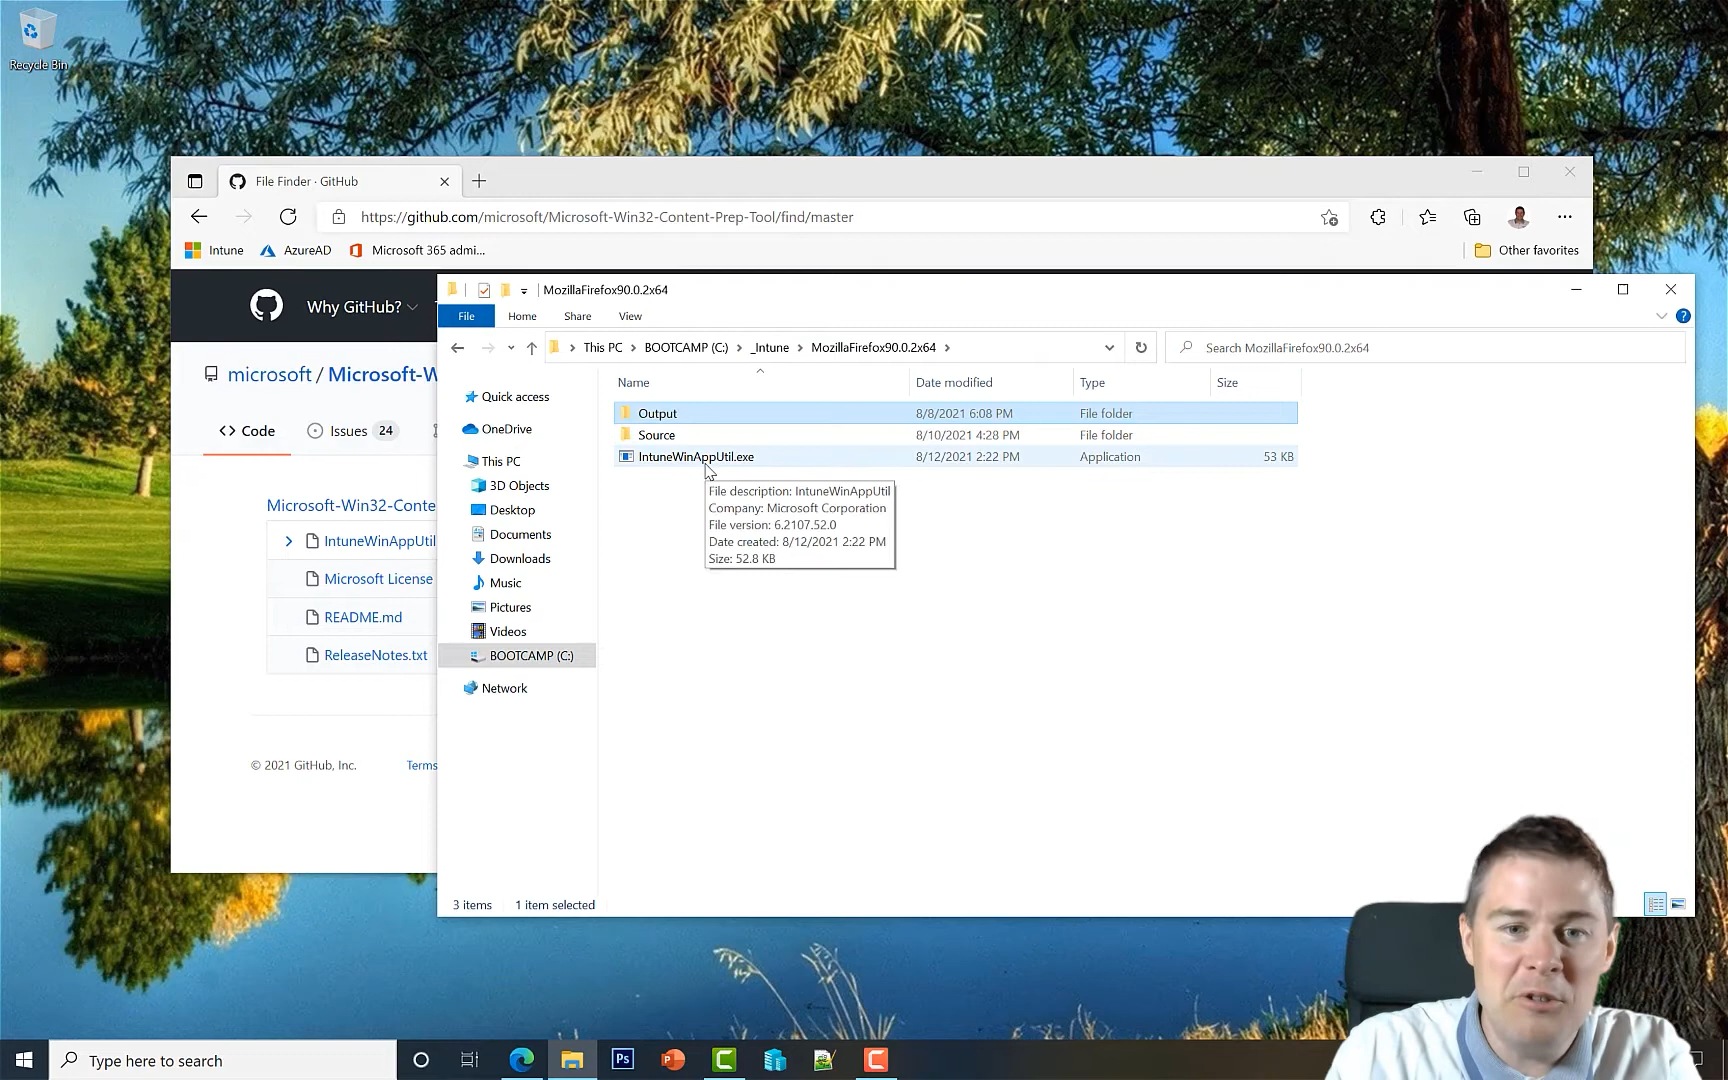 Recycle Bin
File Finder · GitHub
https://github.com/microsoft/Microsoft-Win32-Content-Prep-Tool/find/master
Intune
AzureAD
Microsoft 365 admi...
Other favorites
Why GitHub?
microsoft / Microsoft-W
Code
Issues 24
Microsoft-Win32-Conte
IntuneWinAppUtil
Microsoft License
README.md
ReleaseNotes.txt
© 2021 GitHub, Inc.
Terms
MozillaFirefox90.0.2x64
File
Home
Share
View
This PC > BOOTCAMP (C:) > _Intune > MozillaFirefox90.0.2x64 >
Search MozillaFirefox90.0.2x64
Quick access
OneDrive
This PC
3D Objects
Desktop
Documents
Downloads
Music
Pictures
Videos
BOOTCAMP (C:)
Network
Name Date modified Type Size
Output 8/8/2021 6:08 PM File folder
Source 8/10/2021 4:28 PM File folder
IntuneWinAppUtil.exe 8/12/2021 2:22 PM Application 53 KB
File description: IntuneWinAppUtil
Company: Microsoft Corporation
File version: 6.2107.52.0
Date created: 8/12/2021 2:22 PM
Size: 52.8 KB
3 items 1 item selected
Type here to search
Ps